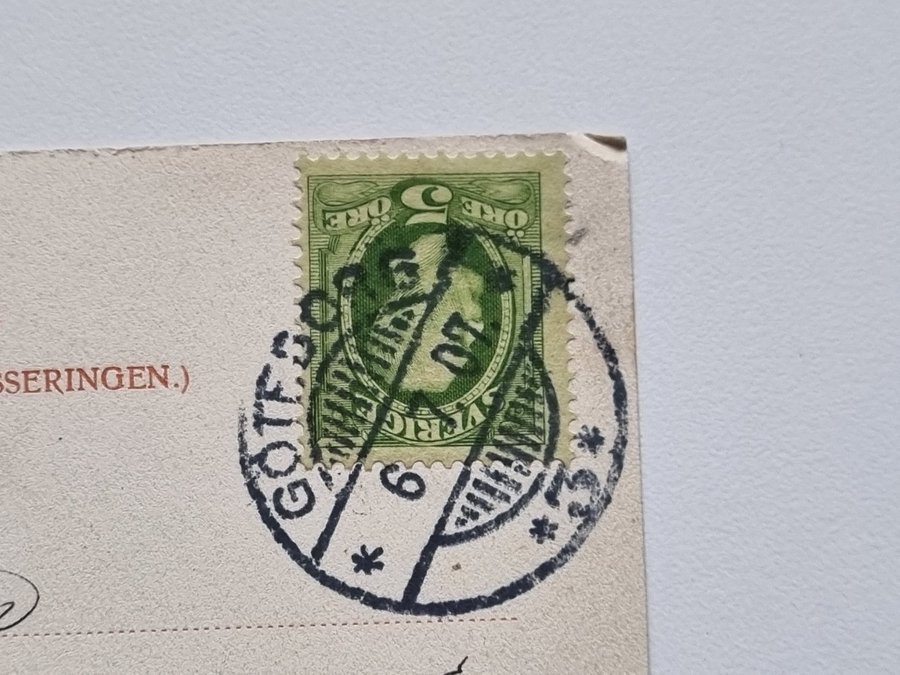 ÖRE 5 ÖRE
SVERIGE
GÖTEBORG
6 07
*3*
SSERINGEN.)